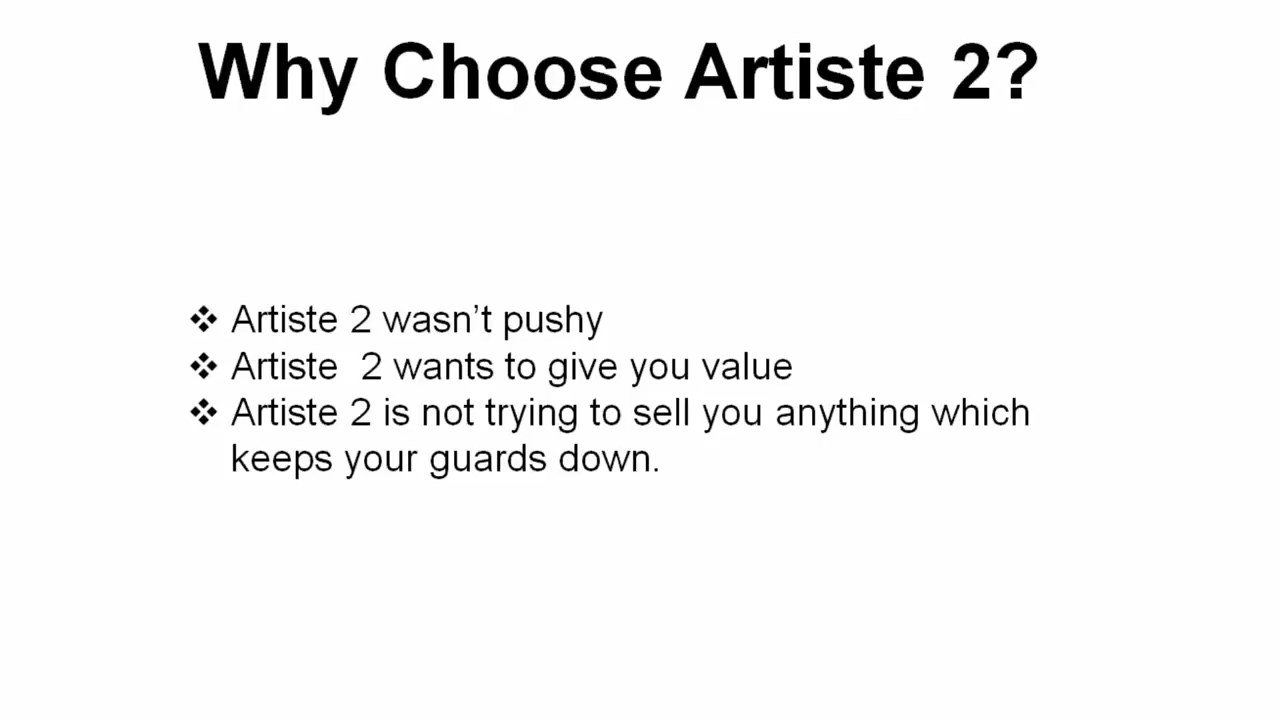 Why Choose Artiste 2?
❖ Artiste 2 wasn’t pushy
❖ Artiste  2 wants to give you value
❖ Artiste 2 is not trying to sell you anything which
keeps your guards down.